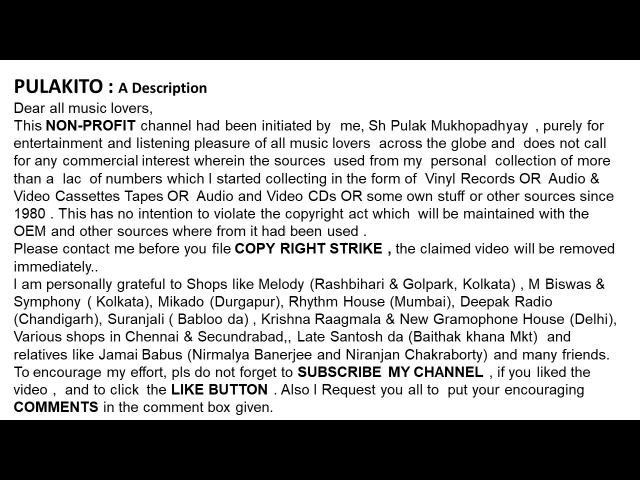 PULAKITO : A Description
Dear all music lovers,
This NON-PROFIT channel had been initiated by me, Sh Pulak Mukhopadhyay , purely for
entertainment and listening pleasure of all music lovers across the globe and does not call
for any commercial interest wherein the sources used from my personal collection of more
than a lac of numbers which I started collecting in the form of Vinyl Records OR Audio &
Video Cassettes Tapes OR Audio and Video CDs OR some own stuff or other sources since
1980 . This has no intention to violate the copyright act which will be maintained with the
OEM and other sources where from it had been used .
Please contact me before you file COPY RIGHT STRIKE , the claimed video will be removed
immediately..
I am personally grateful to Shops like Melody (Rashbihari & Golpark, Kolkata) , M Biswas &
Symphony ( Kolkata), Mikado (Durgapur), Rhythm House (Mumbai), Deepak Radio
(Chandigarh), Suranjali ( Babloo da) , Krishna Raagmala & New Gramophone House (Delhi),
Various shops in Chennai & Secundrabad,, Late Santosh da (Baithak khana Mkt) and
relatives like Jamai Babus (Nirmalya Banerjee and Niranjan Chakraborty) and many friends.
To encourage my effort, pls do not forget to SUBSCRIBE MY CHANNEL , if you liked the
video , and to click the LIKE BUTTON . Also I Request you all to put your encouraging
COMMENTS in the comment box given.